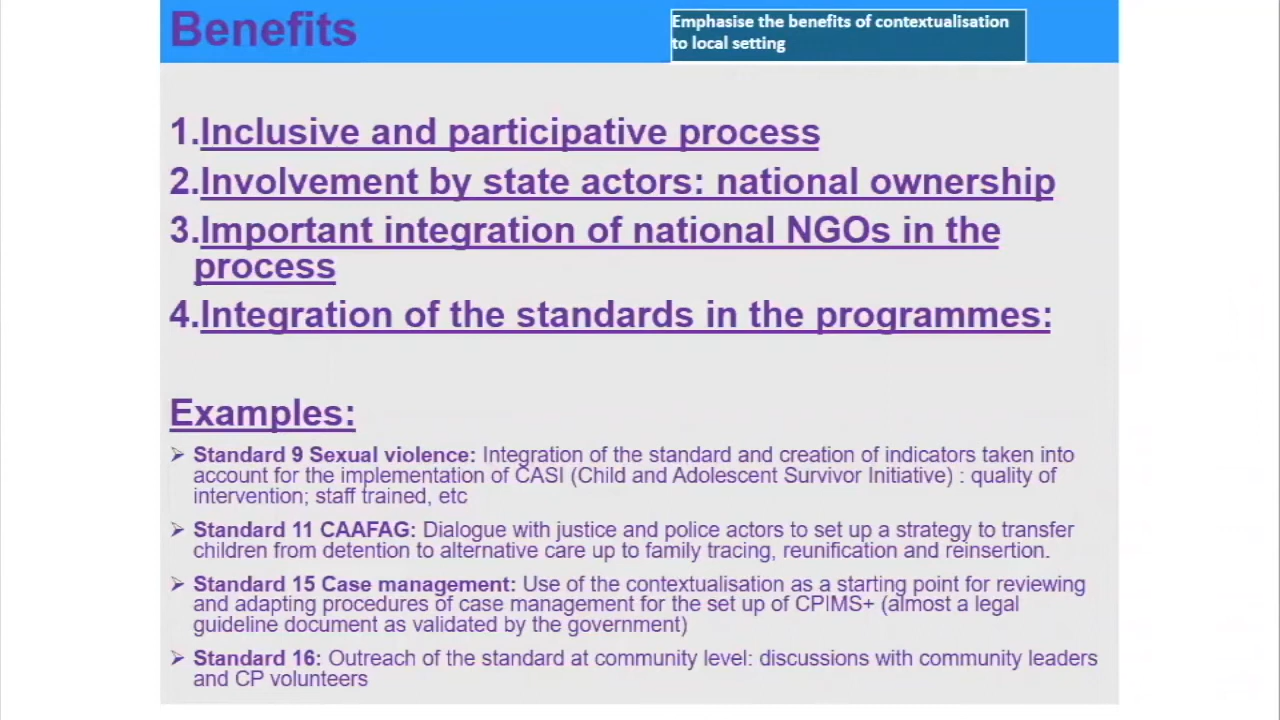 Benefits
Emphasise the benefits of contextualisation
to local setting
1.Inclusive and participative process
2.Involvement by state actors: national ownership
3.Important integration of national NGOs in the
process
4.Integration of the standards in the programmes:
Examples:
Standard 9 Sexual violence: Integration of the standard and creation of indicators taken into
account for the implementation of CASI (Child and Adolescent Survivor Initiative) : quality of
intervention; staff trained, etc
Standard 11 CAAFAG: Dialogue with justice and police actors to set up a strategy to transfer
children from detention to alternative care up to family tracing, reunification and reinsertion.
Standard 15 Case management: Use of the contextualisation as a starting point for reviewing
and adapting procedures of case management for the set up of CPIMS+ (almost a legal
guideline document as validated by the government)
Standard 16: Outreach of the standard at community level: discussions with community leaders
and CP volunteers